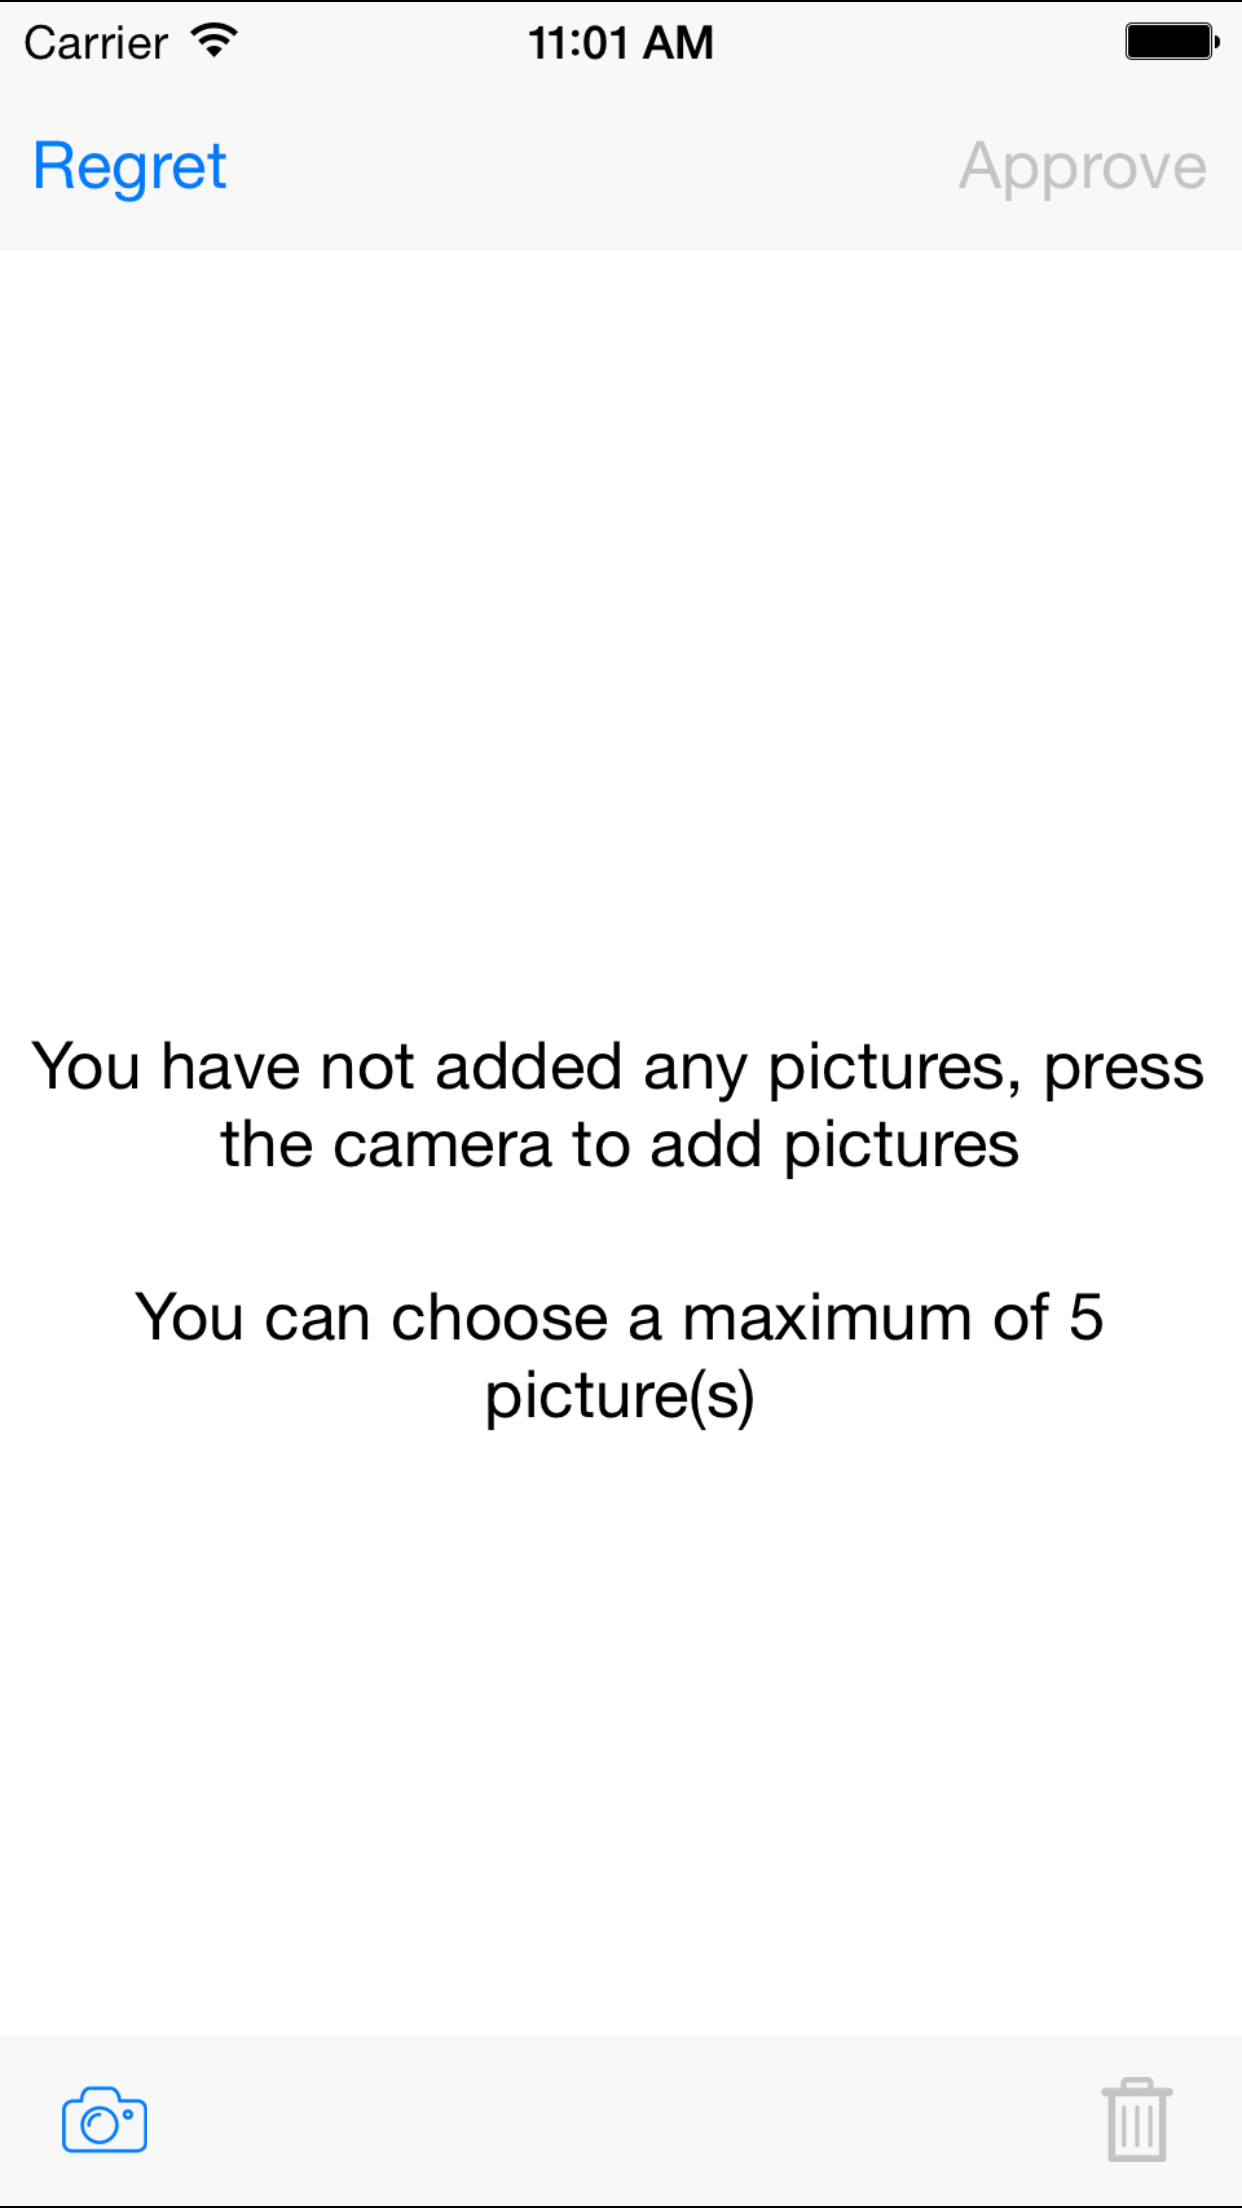 Carrier
11:01 AM
Regret
Approve
You have not added any pictures, press
the camera to add pictures
You can choose a maximum of 5
picture(s)